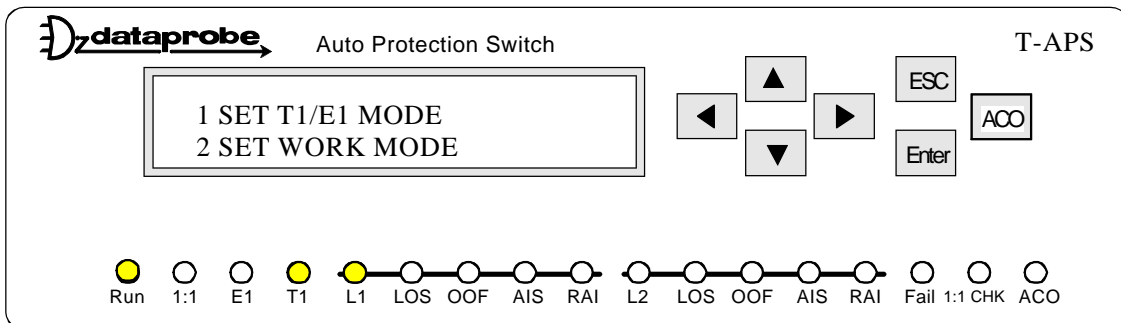 dataprobe
Auto Protection Switch
T-APS
1 SET T1/E1 MODE
2 SET WORK MODE
ESC
ACO
Enter
Run 1:1 E1 T1 L1 LOS OOF AIS RAI L2 LOS OOF AIS RAI Fail 1:1 CHK ACO